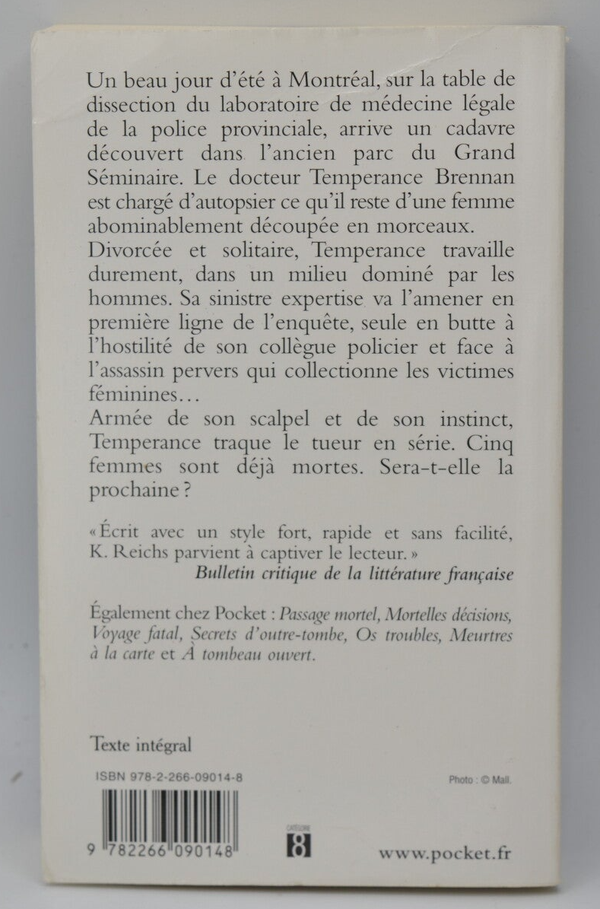 Un beau jour d'été à Montréal, sur la table de
dissection du laboratoire de médecine légale
de la police provinciale, arrive un cadavre
découvert dans l'ancien parc du Grand
Séminaire. Le docteur Temperance Brennan
est chargé d'autopsier ce qu'il reste d'une femme
abominablement découpée en morceaux.
Divorcée et solitaire, Temperance travaille
durement, dans un milieu dominé par les
hommes. Sa sinistre expertise va l'amener en
première ligne de l'enquête, seule en butte à
l'hostilité de son collègue policier et face à
l'assassin pervers qui collectionne les victimes
féminines…
Armée de son scalpel et de son instinct,
Temperance traque le tueur en série. Cinq
femmes sont déjà mortes. Sera-t-elle la
prochaine ?
« Écrit avec un style fort, rapide et sans facilité,
K. Reichs parvient à captiver le lecteur. »
Bulletin critique de la littérature française
Également chez Pocket : Passage mortel, Mortelles décisions,
Voyage fatal, Secrets d'outre-tombe, Os troubles, Meurtres
à la carte et À tombeau ouvert.
Texte intégral
ISBN 978-2-266-09014-8
Photo : © Mall.
9 782266 090148
8
www.pocket.fr